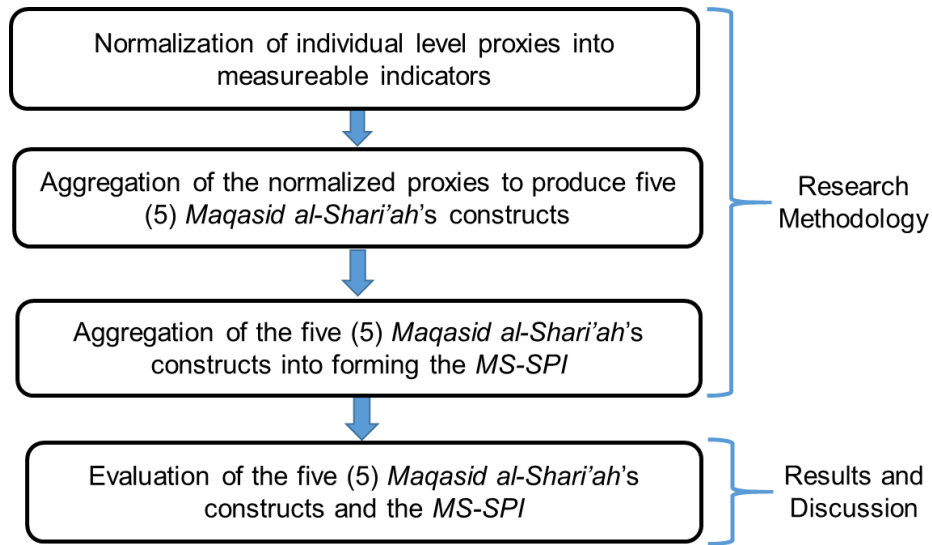 Normalization of individual level proxies into
measureable indicators
Aggregation of the normalized proxies to produce five
(5) Maqasid al-Shari’ah’s constructs
Aggregation of the five (5) Maqasid al-Shari’ah’s
constructs into forming the MS-SPI
Research
Methodology
Evaluation of the five (5) Maqasid al-Shari’ah’s
constructs and the MS-SPI
Results and
Discussion